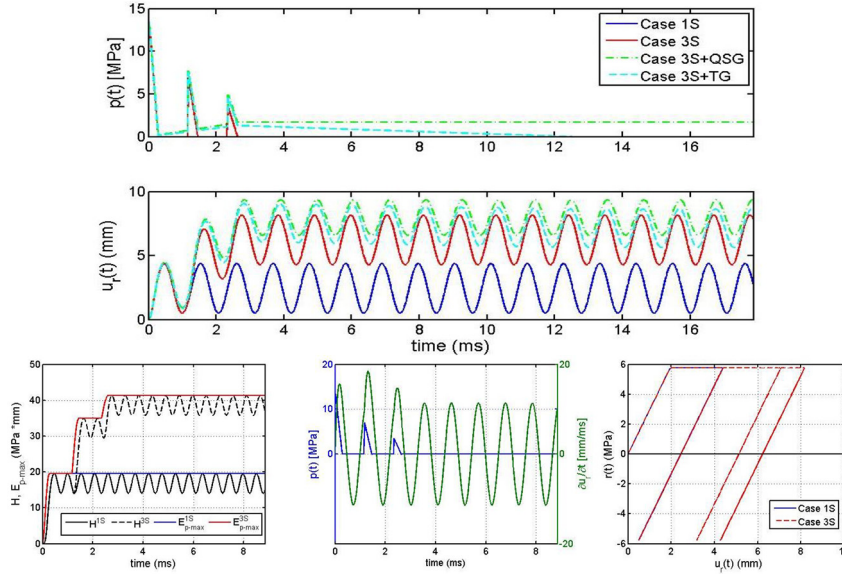 15
10
5
0
p(t) [MPa]
Case 1S
Case 3S
Case 3S+QSG
Case 3S+TG
0 2 4 6 8 10 12 14 16
10
5
0
u_r(t) (mm)
0 2 4 6 8 10 12 14 16
time (ms)
50
40
30
20
10
0
H, E_p-max (MPa *mm)
H^1S H^3S E^1S_p-max E^3S_p-max
0 2 4 6 8
time (ms)
20
10
0
p(t) [MPa]
20
0
-20
∂u_r/∂t [mm/ms]
0 2 4 6 8
time (ms)
6
4
2
0
-2
-4
-6
r(t) [MPa]
Case 1S
Case 3S
0 2 4 6 8 10
u_r(t) (mm)